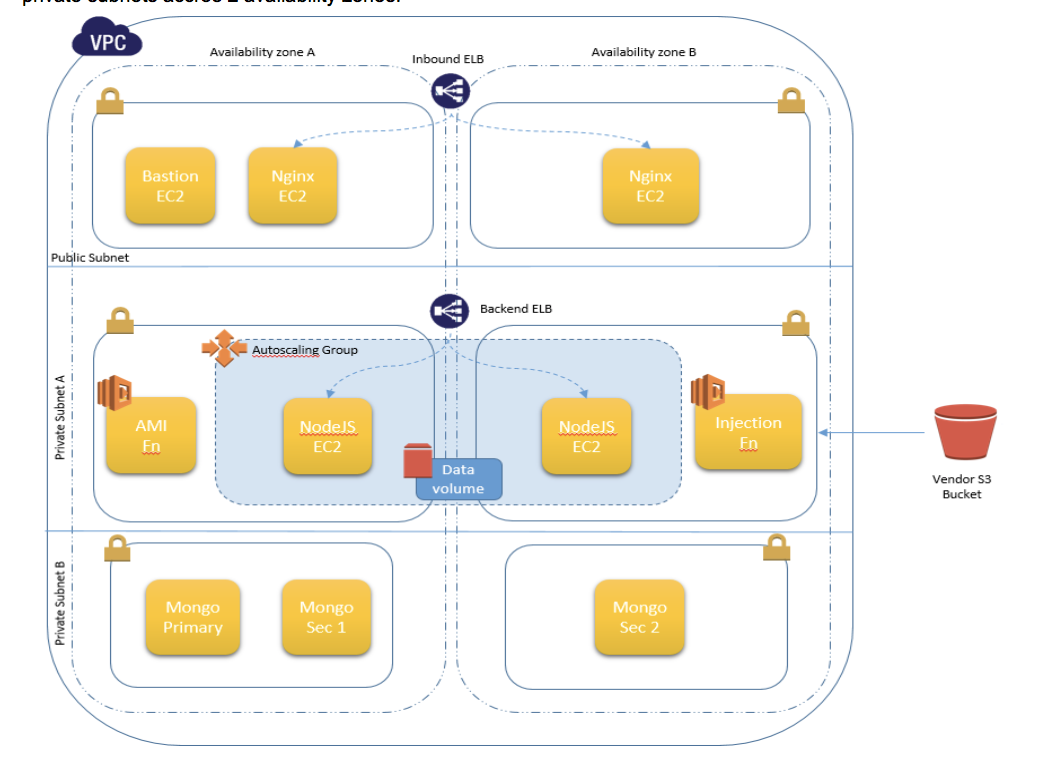 private subnets across 2 availability zones.
VPC
Availability zone A
Inbound ELB
Availability zone B
Bastion
EC2
Nginx
EC2
Nginx
EC2
Public Subnet
Backend ELB
Autoscaling Group
Private Subnet A
AMI
Fn
NodeJS
EC2
NodeJS
EC2
Injection
Fn
Data
volume
Vendor S3
Bucket
Private Subnet B
Mongo
Primary
Mongo
Sec 1
Mongo
Sec 2